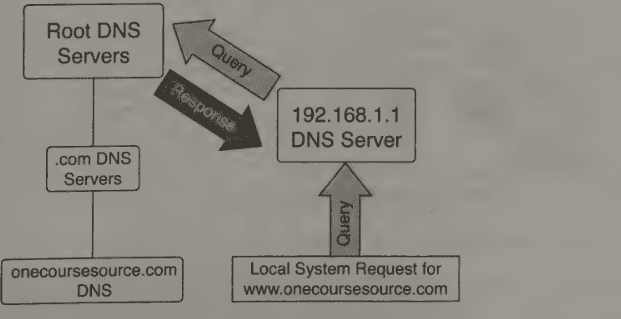 Root DNS
Servers
Query
Response
192.168.1.1
DNS Server
.com DNS
Servers
Query
onecoursesource.com
DNS
Local System Request for
www.onecoursesource.com